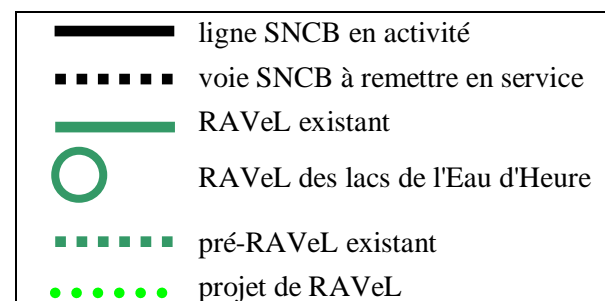 ligne SNCB en activité
voie SNCB à remettre en service
RAVeL existant
RAVeL des lacs de l'Eau d'Heure
pré-RAVeL existant
projet de RAVeL